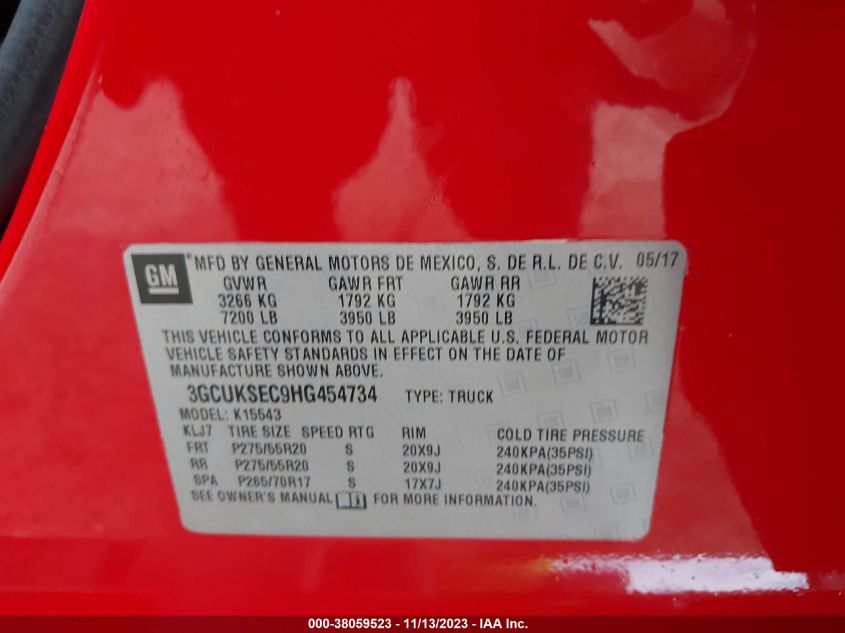 GM MFD BY GENERAL MOTORS DE MEXICO, S. DE R.L. DE C.V. 05/17
GVWR GAWR FRT GAWR RR
3266 KG 1792 KG 1792 KG
7200 LB 3950 LB 3950 LB
THIS VEHICLE CONFORMS TO ALL APPLICABLE U.S. FEDERAL MOTOR
VEHICLE SAFETY STANDARDS IN EFFECT ON THE DATE OF
MANUFACTURE SHOWN ABOVE.
3GCUKSEC9HG454734 TYPE: TRUCK
MODEL: K15543
KLJ7 TIRE SIZE SPEED RTG RIM COLD TIRE PRESSURE
FRT P275/55R20 S 20X9J 240KPA(35PSI)
RR P275/55R20 S 20X9J 240KPA(35PSI)
SPA P265/70R17 S 17X7J 240KPA(35PSI)
SEE OWNER'S MANUAL FOR MORE INFORMATION.
000-38059523 - 11/13/2023 - IAA Inc.